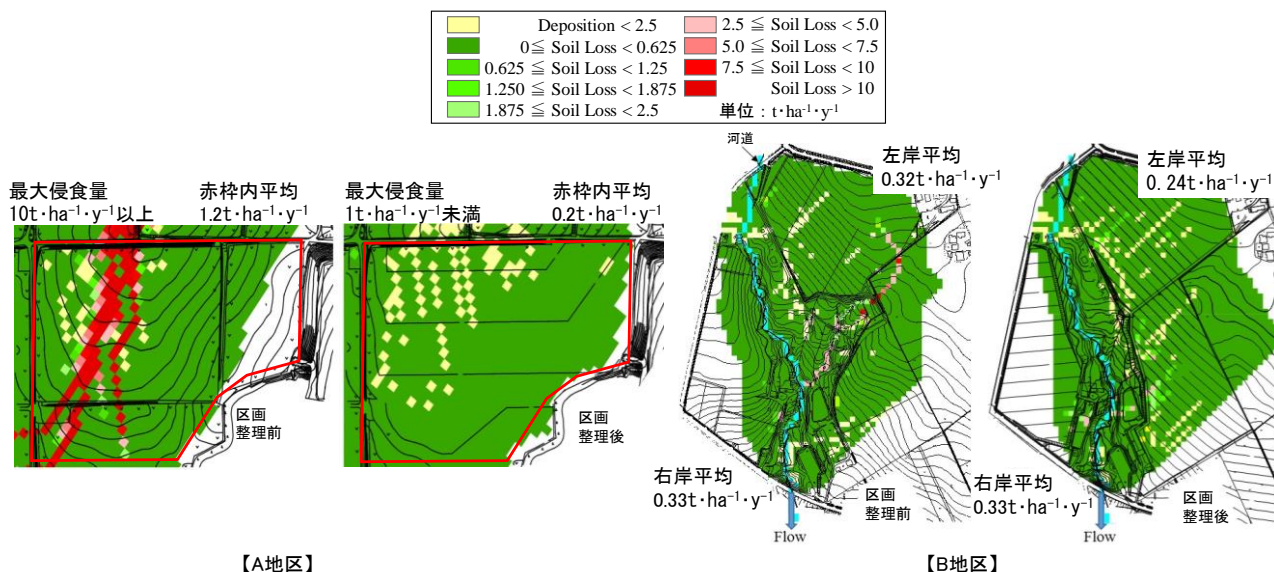 Deposition < 2.5
0≦ Soil Loss < 0.625
0.625 ≦ Soil Loss < 1.25
1.250 ≦ Soil Loss < 1.875
1.875 ≦ Soil Loss < 2.5
2.5 ≦ Soil Loss < 5.0
5.0 ≦ Soil Loss < 7.5
7.5 ≦ Soil Loss < 10
Soil Loss > 10
単位：t·ha⁻¹·y⁻¹
最大侵食量
10t·ha⁻¹·y⁻¹以上
赤枠内平均
1.2t·ha⁻¹·y⁻¹
区画
整理前
最大侵食量
1t·ha⁻¹·y⁻¹未満
赤枠内平均
0.2t·ha⁻¹·y⁻¹
区画
整理後
【A地区】
河道
左岸平均
0.32t·ha⁻¹·y⁻¹
右岸平均
0.33t·ha⁻¹·y⁻¹
区画
整理前
Flow
左岸平均
0.24t·ha⁻¹·y⁻¹
右岸平均
0.33t·ha⁻¹·y⁻¹
区画
整理後
Flow
【B地区】